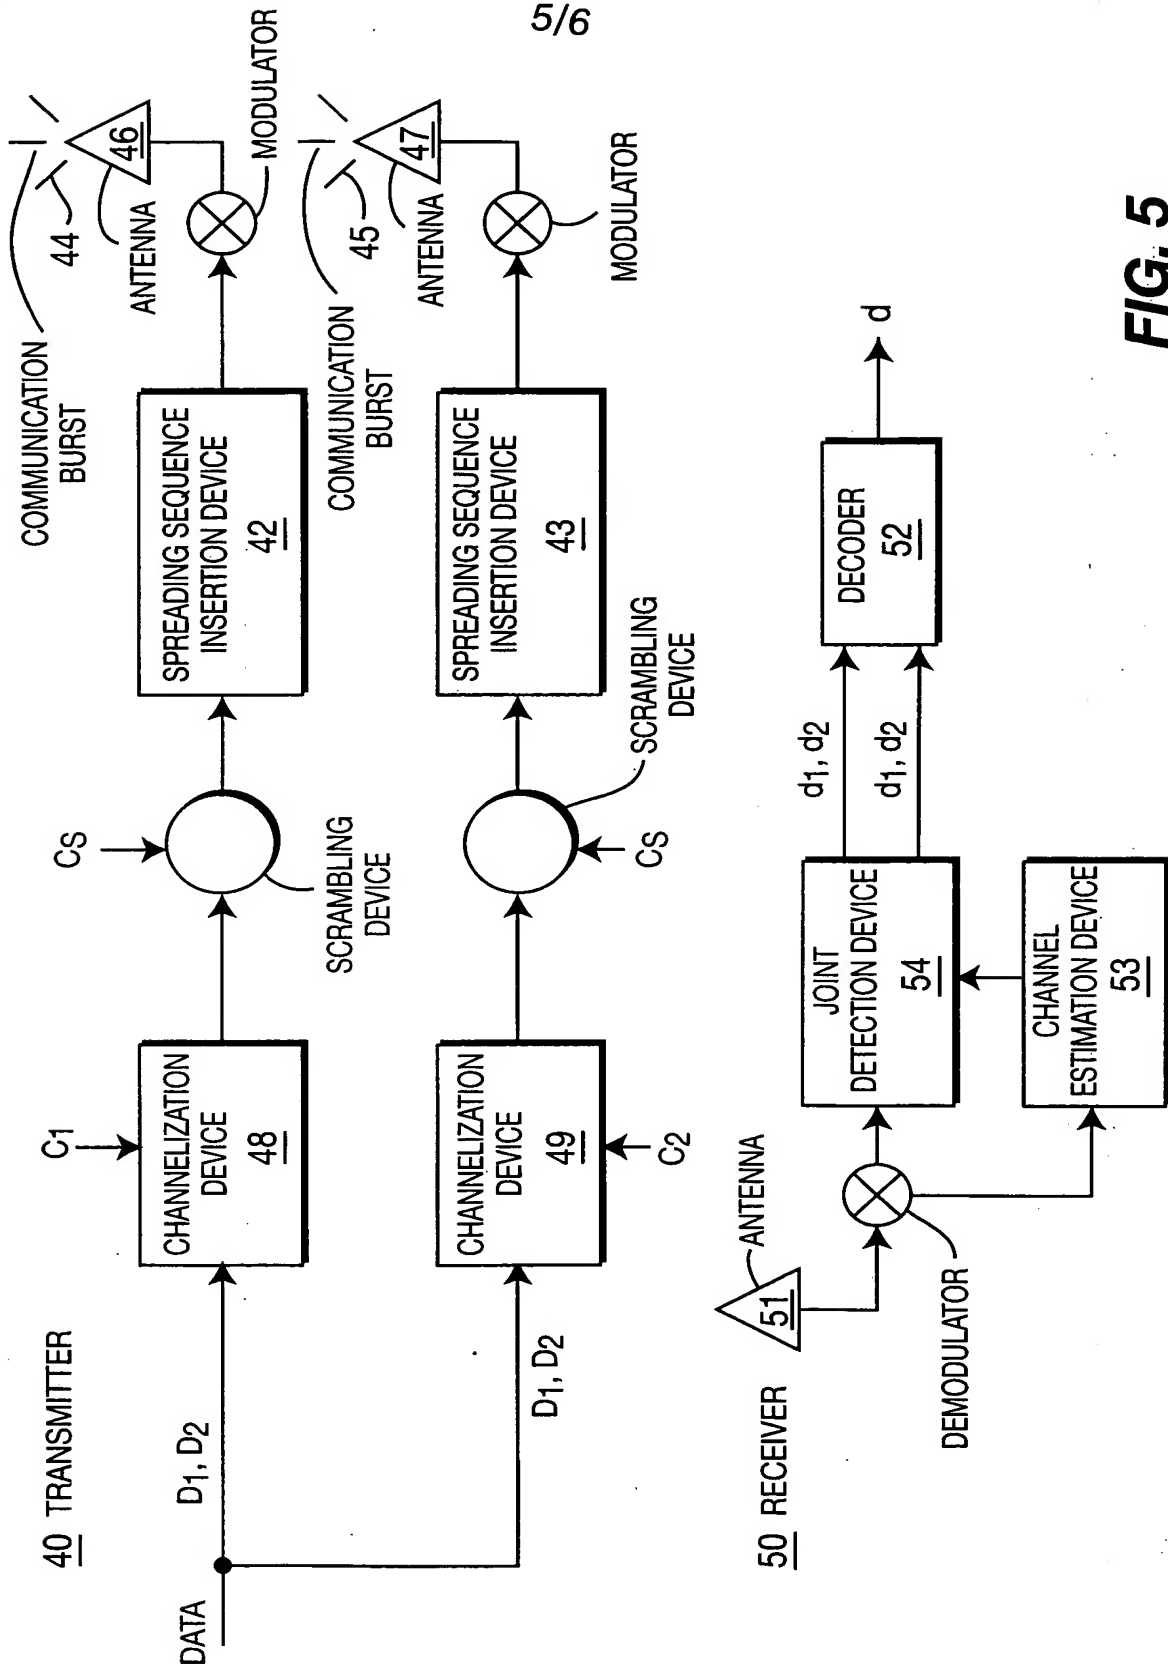 5/6
40 TRANSMITTER
DATA
D1, D2
D1, D2
C1
CHANNELIZATION
DEVICE
48
CS
SCRAMBLING
DEVICE
SPREADING SEQUENCE
INSERTION DEVICE
42
MODULATOR
ANTENNA
46
44
COMMUNICATION
BURST
CHANNELIZATION
DEVICE
49
C2
CS
SCRAMBLING
DEVICE
SPREADING SEQUENCE
INSERTION DEVICE
43
MODULATOR
ANTENNA
47
45
COMMUNICATION
BURST
50 RECEIVER
51
ANTENNA
DEMODULATOR
JOINT
DETECTION DEVICE
54
CHANNEL
ESTIMATION DEVICE
53
d1, d2
d1, d2
DECODER
52
d
FIG. 5